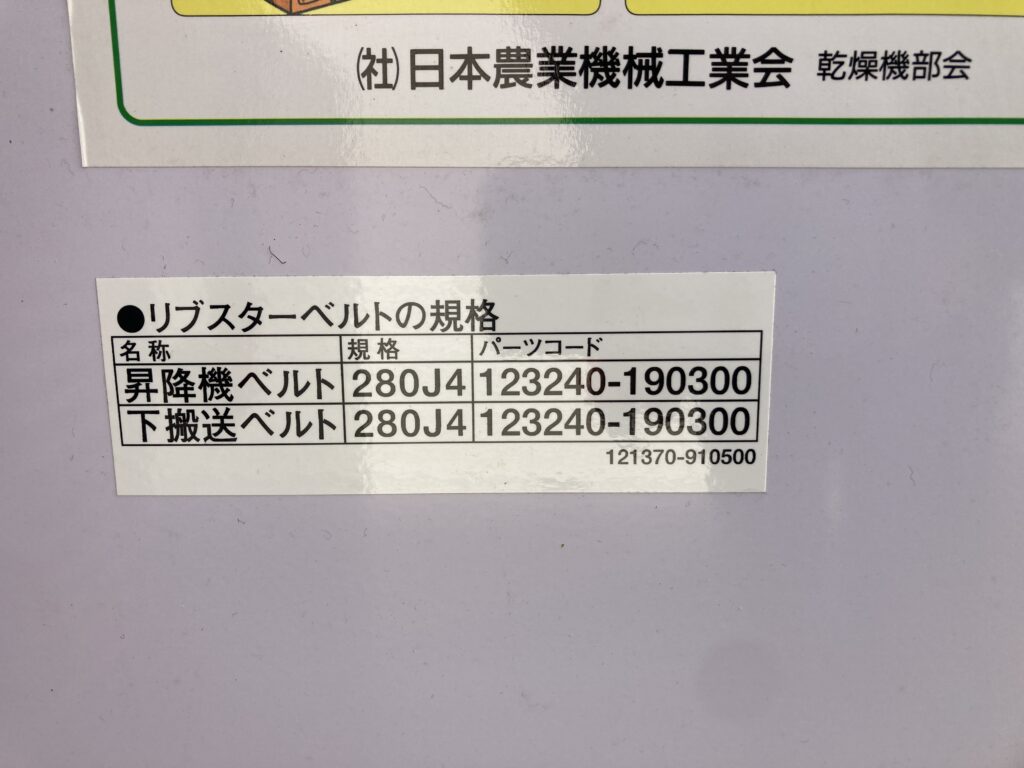 ㈳日本農業機械工業会 乾燥機部会
●リブスターベルトの規格
名称 規格 パーツコード
昇降機ベルト 280J4 123240-190300
下搬送ベルト 280J4 123240-190300
121370-910500